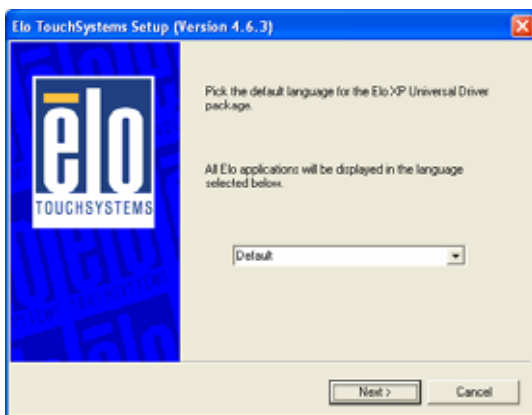 Elo TouchSystems Setup (Version 4.6.3)
elo
TOUCHSYSTEMS
Pick the default language for the Elo XP Universal Driver
package.
All Elo applications will be displayed in the language
selected below.
Default
Next >
Cancel